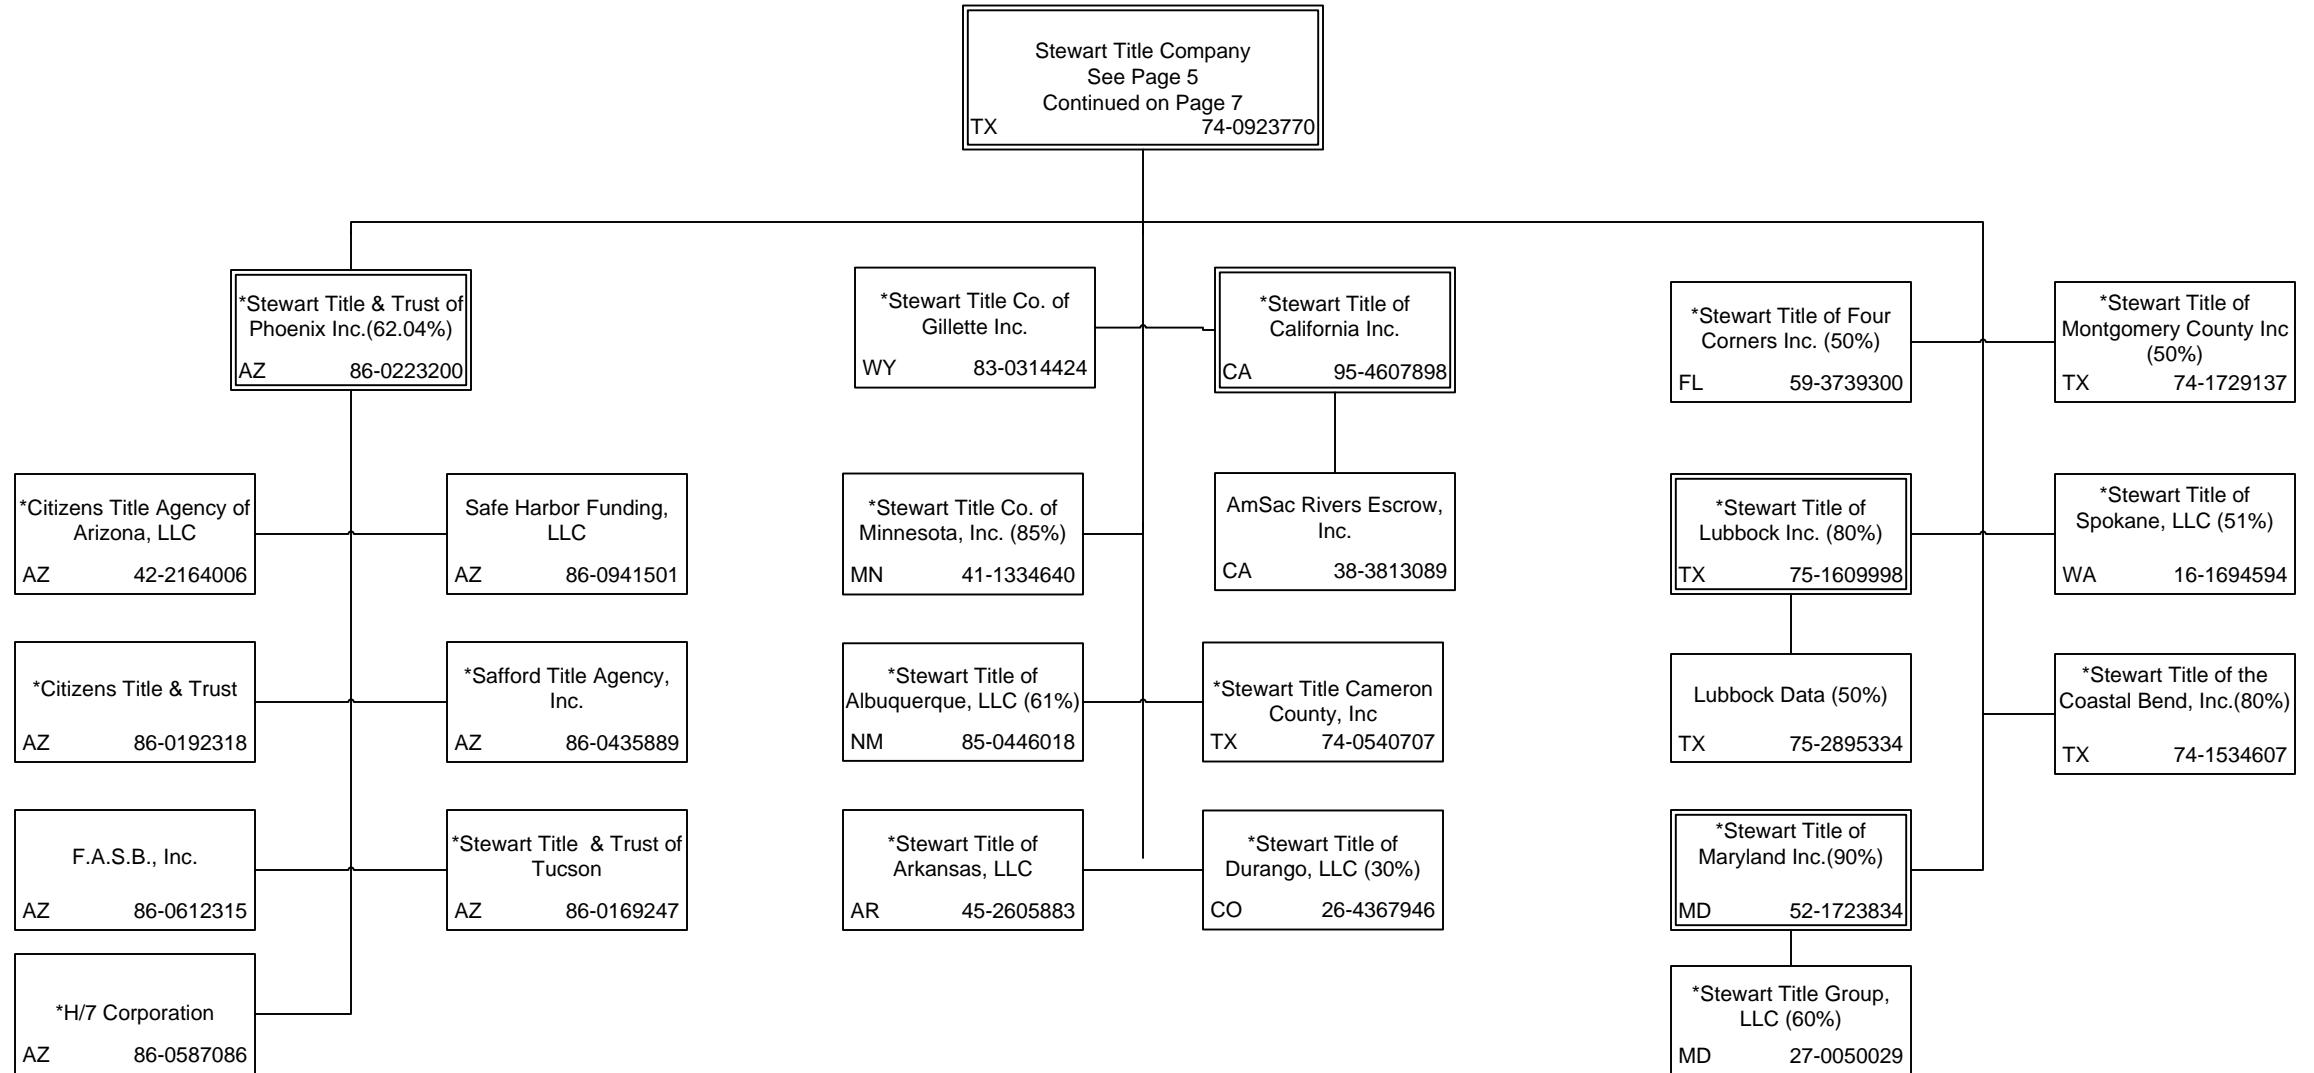 Stewart Title Company
See Page 5
Continued on Page 7
TX 74-0923770
*Stewart Title & Trust of
Phoenix Inc.(62.04%)
AZ 86-0223200
*Stewart Title Co. of
Gillette Inc.
WY 83-0314424
*Stewart Title of
California Inc.
CA 95-4607898
*Stewart Title of Four
Corners Inc. (50%)
FL 59-3739300
*Stewart Title of
Montgomery County Inc
(50%)
TX 74-1729137
*Citizens Title Agency of
Arizona, LLC
AZ 42-2164006
Safe Harbor Funding,
LLC
AZ 86-0941501
*Stewart Title Co. of
Minnesota, Inc. (85%)
MN 41-1334640
AmSac Rivers Escrow,
Inc.
CA 38-3813089
*Stewart Title of
Lubbock Inc. (80%)
TX 75-1609998
*Stewart Title of
Spokane, LLC (51%)
WA 16-1694594
*Citizens Title & Trust
AZ 86-0192318
*Safford Title Agency,
Inc.
AZ 86-0435889
*Stewart Title of
Albuquerque, LLC (61%)
NM 85-0446018
*Stewart Title Cameron
County, Inc
TX 74-0540707
Lubbock Data (50%)
TX 75-2895334
*Stewart Title of the
Coastal Bend, Inc.(80%)
TX 74-1534607
F.A.S.B., Inc.
AZ 86-0612315
*Stewart Title & Trust of
Tucson
AZ 86-0169247
*Stewart Title of
Arkansas, LLC
AR 45-2605883
*Stewart Title of
Durango, LLC (30%)
CO 26-4367946
*Stewart Title of
Maryland Inc.(90%)
MD 52-1723834
*H/7 Corporation
AZ 86-0587086
*Stewart Title Group,
LLC (60%)
MD 27-0050029